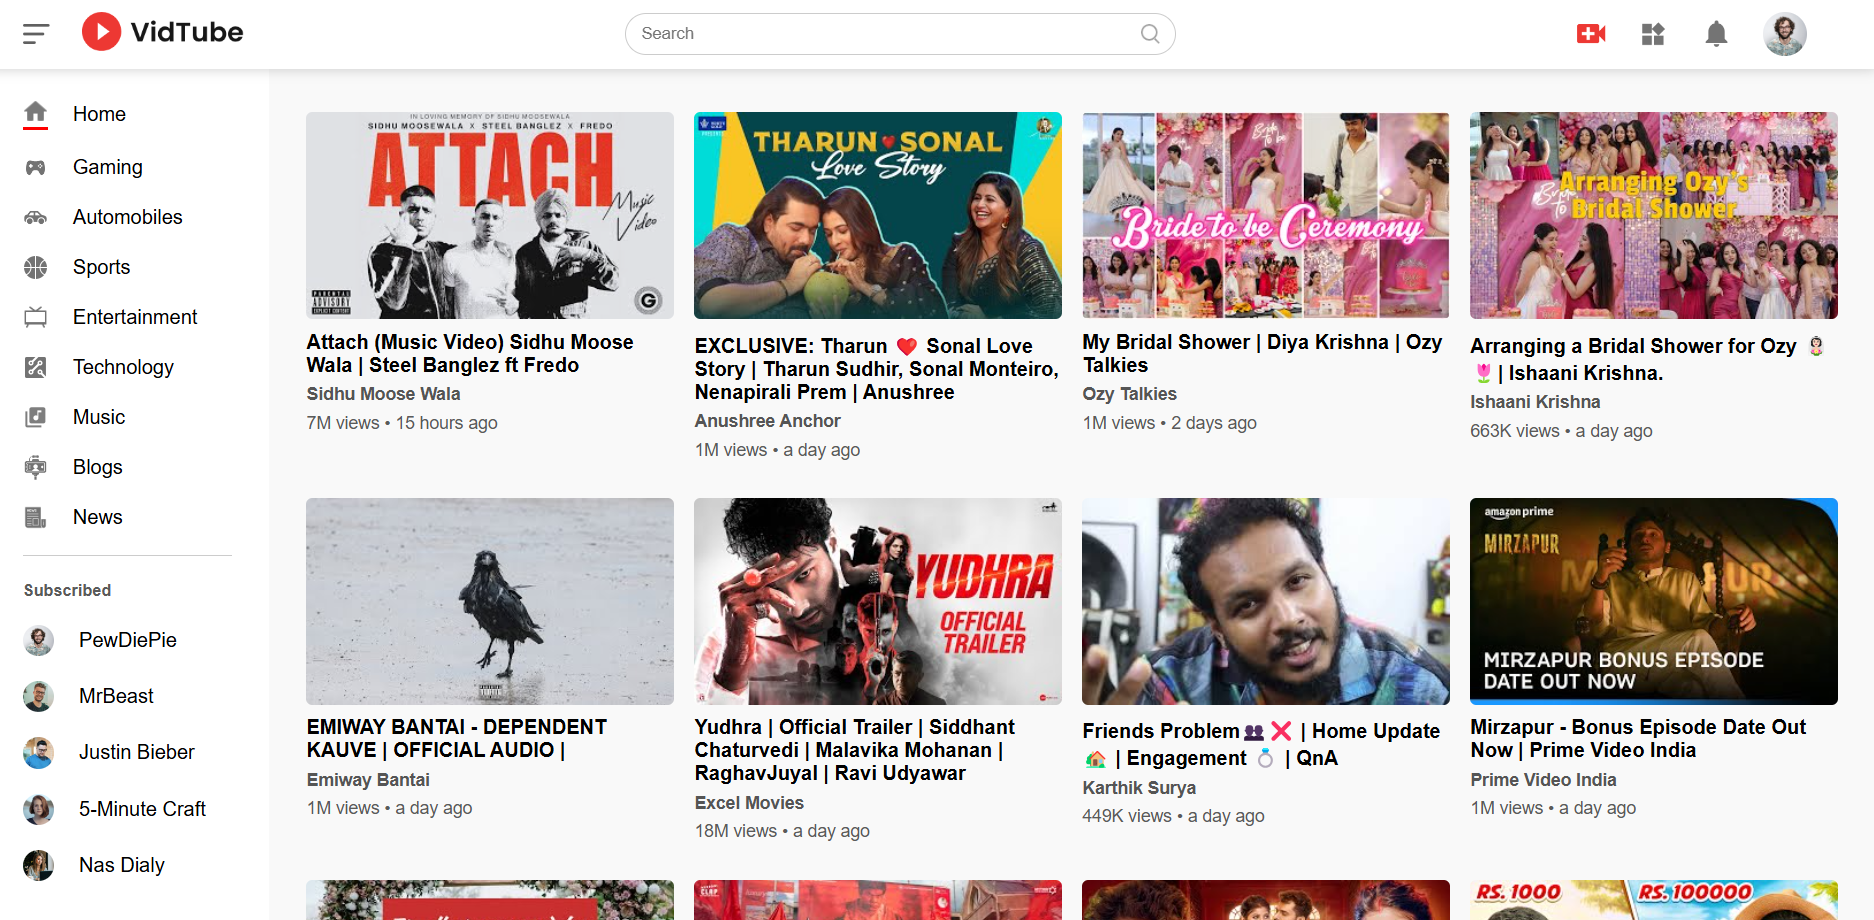 VidTube
Search
Home
Gaming
Automobiles
Sports
Entertainment
Technology
Music
Blogs
News
Subscribed
PewDiePie
MrBeast
Justin Bieber
5-Minute Craft
Nas Dialy
IN LOVING MEMORY OF SIDHU MOOSEWALA
SIDHU MOOSEWALA X STEEL BANGLEZ X FREDO
ATTACH
Music
Video
PARENTAL
ADVISORY
EXPLICIT CONTENT
G
Attach (Music Video) Sidhu Moose
Wala | Steel Banglez ft Fredo
Sidhu Moose Wala
7M views • 15 hours ago
THARUN ❤ SONAL
Love Story
EXCLUSIVE: Tharun ❤️ Sonal Love
Story | Tharun Sudhir, Sonal Monteiro,
Nenapirali Prem | Anushree
Anushree Anchor
1M views • a day ago
Bride to be
Bride to be Ceremony
My Bridal Shower | Diya Krishna | Ozy
Talkies
Ozy Talkies
1M views • 2 days ago
Arranging Ozy's
Bridal Shower
Arranging a Bridal Shower for Ozy 👰🏻
🌷 | Ishaani Krishna.
Ishaani Krishna
663K views • a day ago
EMIWAY BANTAI - DEPENDENT
KAUVE | OFFICIAL AUDIO |
Emiway Bantai
1M views • a day ago
YUDHRA
OFFICIAL
TRAILER
Yudhra | Official Trailer | Siddhant
Chaturvedi | Malavika Mohanan |
RaghavJuyal | Ravi Udyawar
Excel Movies
18M views • a day ago
Friends Problem👥 ❌ | Home Update
🏠 | Engagement 💍 | QnA
Karthik Surya
449K views • a day ago
amazon prime
MIRZAPUR
MIRZAPUR BONUS EPISODE
DATE OUT NOW
Mirzapur - Bonus Episode Date Out
Now | Prime Video India
Prime Video India
1M views • a day ago
RS. 1000
RS. 100000